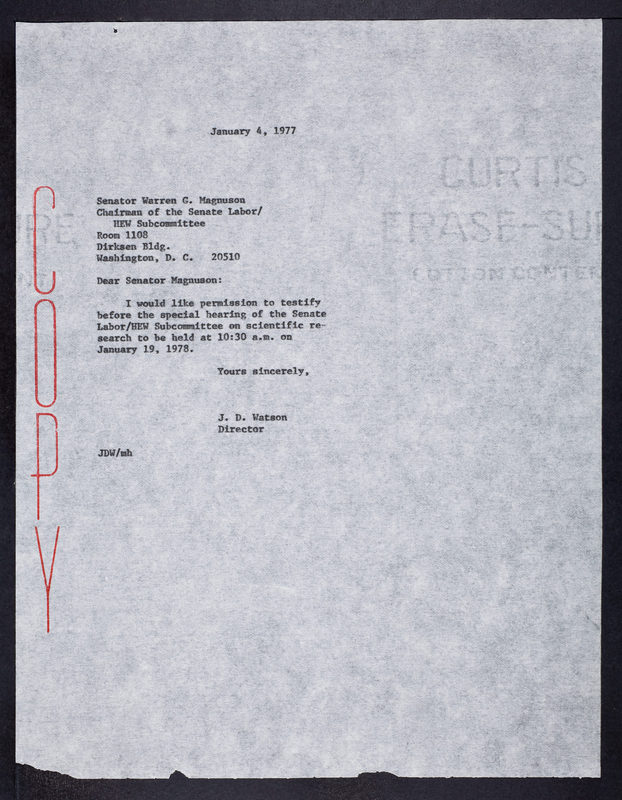 January 4, 1977
CURTIS
ERASE-SU
COTTON CONTE
Senator Warren G. Magnuson
Chairman of the Senate Labor/
HEW Subcommittee
Room 1108
Dirksen Bldg.
Washington, D. C. 20510
Dear Senator Magnuson:
I would like permission to testify
before the special hearing of the Senate
Labor/HEW Subcommittee on scientific re-
search to be held at 10:30 a.m. on
January 19, 1978.
Yours sincerely,
J. D. Watson
Director
JDW/mh
COPY